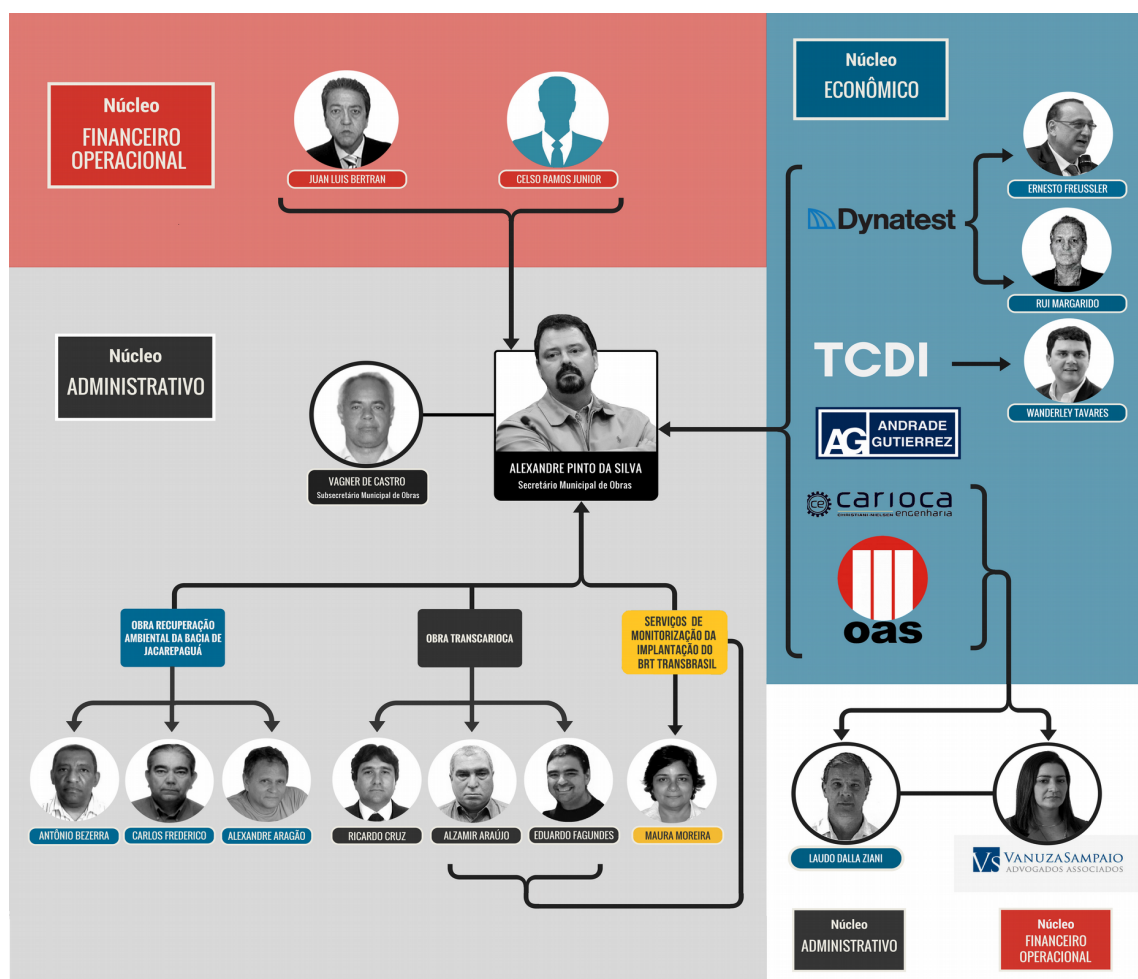 Núcleo
FINANCEIRO
OPERACIONAL
JUAN LUIS BERTRAN
CELSO RAMOS JUNIOR
Núcleo
ECONÔMICO
ERNESTO FREUSSLER
Dynatest
RUI MARGARIDO
TCDI
WANDERLEY TAVARES
AG
ANDRADE
GUTIERREZ
ce
carioca
CHRISTIANI-NIELSEN engenharia
oas
Núcleo
ADMINISTRATIVO
VAGNER DE CASTRO
Subsecretário Municipal de Obras
ALEXANDRE PINTO DA SILVA
Secretário Municipal de Obras
OBRA RECUPERAÇÃO
AMBIENTAL DA BACIA DE
JACAREPAGUÁ
OBRA TRANSCARIOCA
SERVIÇOS DE
MONITORIZAÇÃO DA
IMPLANTAÇÃO DO
BRT TRANSBRASIL
ANTÔNIO BEZERRA
CARLOS FREDERICO
ALEXANDRE ARAGÃO
RICARDO CRUZ
ALZAMIR ARAÚJO
EDUARDO FAGUNDES
MAURA MOREIRA
LAUDO DALLA ZIANI
VS
VANUZASAMPAIO
ADVOGADOS ASSOCIADOS
Núcleo
ADMINISTRATIVO
Núcleo
FINANCEIRO
OPERACIONAL